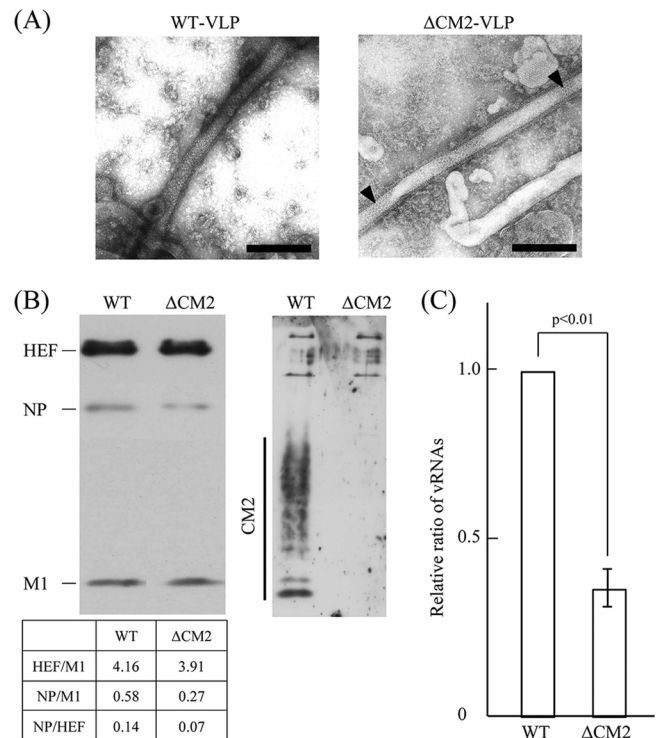 (A)
WT-VLP
ΔCM2-VLP
(B)
WT ΔCM2
HEF
NP
M1
WT ΔCM2
HEF/M1 4.16 3.91
NP/M1 0.58 0.27
NP/HEF 0.14 0.07
WT ΔCM2
CM2
(C)
p<0.01
Relative ratio of vRNAs
1.0
0.5
0
WT ΔCM2